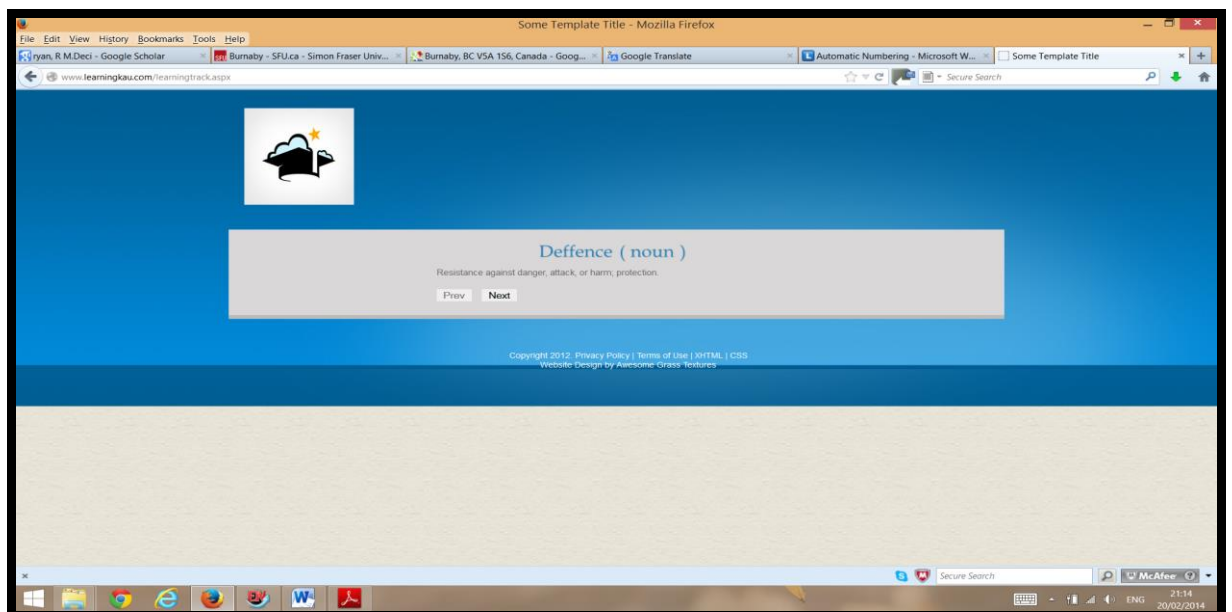 Some Template Title - Mozilla Firefox
File Edit View History Bookmarks Tools Help
ryan, R M.Deci - Google Scholar
Burnaby - SFU.ca - Simon Fraser Univ...
Burnaby, BC V5A 1S6, Canada - Goog...
Google Translate
Automatic Numbering - Microsoft W...
Some Template Title
www.learningkau.com/learningtrack.aspx
Secure Search
Deffence ( noun )
Resistance against danger, attack, or harm; protection.
Prev Next
Copyright 2012. Privacy Policy | Terms of Use | XHTML | CSS
Website Design by Awesome Grass Textures
Secure Search
McAfee
ENG
21:14
20/02/2014